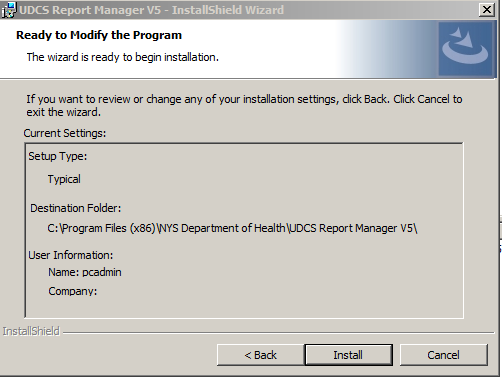 UDCS Report Manager V5 - InstallShield Wizard
Ready to Modify the Program
The wizard is ready to begin installation.
If you want to review or change any of your installation settings, click Back. Click Cancel to
exit the wizard.
Current Settings:
Setup Type:
Typical
Destination Folder:
C:\Program Files (x86)\NYS Department of Health\UDCS Report Manager V5\
User Information:
Name: pcadmin
Company:
InstallShield
< Back
Install
Cancel